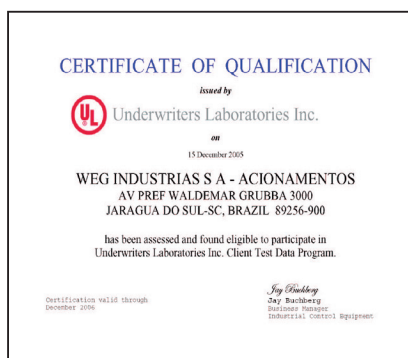 CERTIFICATE OF QUALIFICATION
issued by
UL Underwriters Laboratories Inc.
on
15 December 2005
WEG INDUSTRIAS S A - ACIONAMENTOS
AV PREF WALDEMAR GRUBBA 3000
JARAGUA DO SUL-SC, BRAZIL 89256-900
has been assessed and found eligible to participate in
Underwriters Laboratories Inc. Client Test Data Program.
Jay Buchberg
Certification valid through
December 2006
Jay Buchberg
Business Manager
Industrial Control Equipment